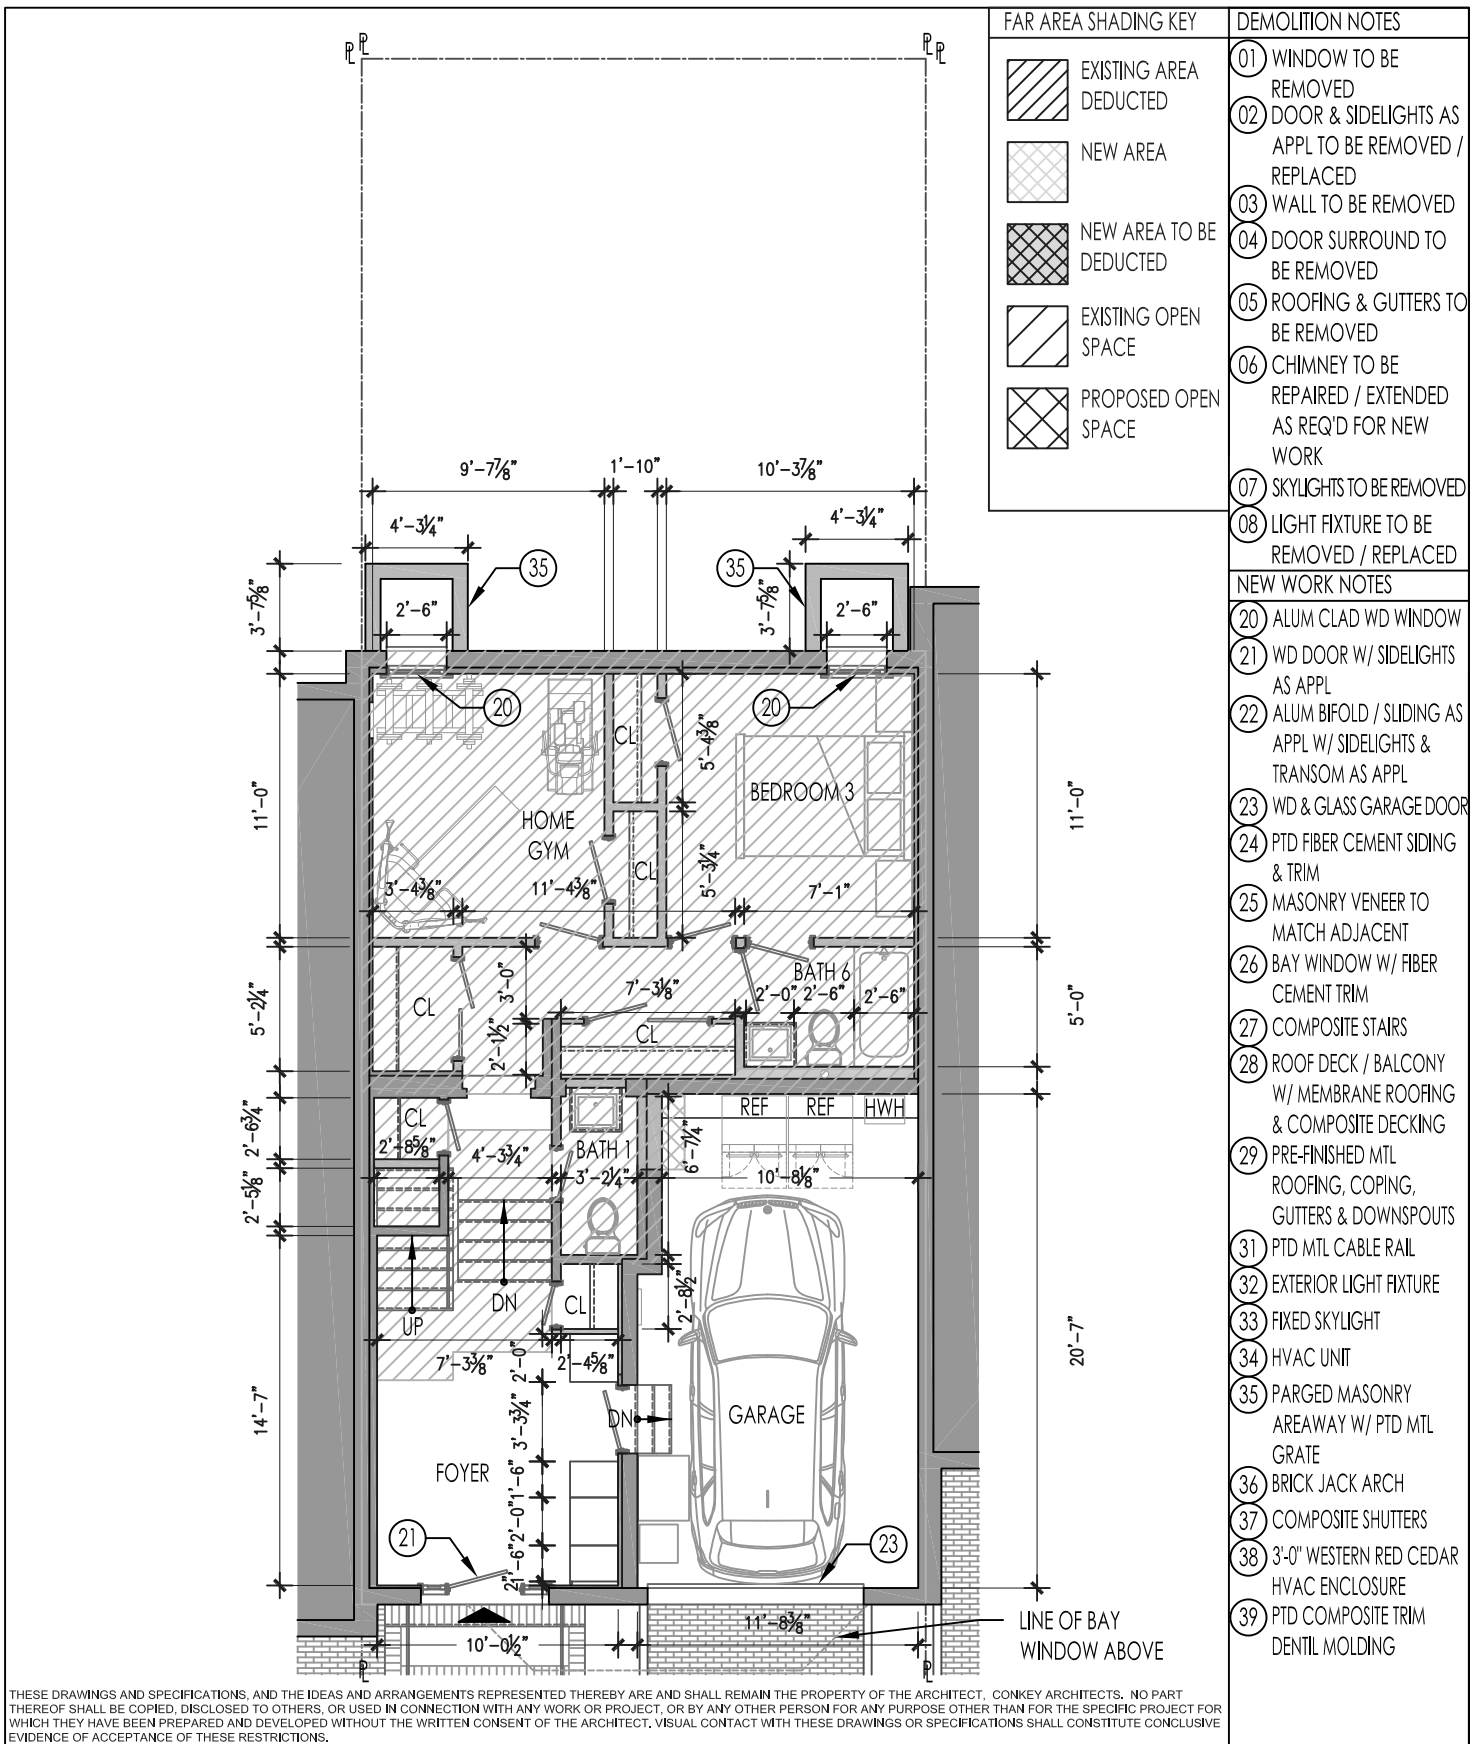 FAR AREA SHADING KEY
EXISTING AREA
DEDUCTED
NEW AREA
NEW AREA TO BE
DEDUCTED
EXISTING OPEN
SPACE
PROPOSED OPEN
SPACE
DEMOLITION NOTES
01 WINDOW TO BE
REMOVED
02 DOOR & SIDELIGHTS AS
APPL TO BE REMOVED /
REPLACED
03 WALL TO BE REMOVED
04 DOOR SURROUND TO
BE REMOVED
05 ROOFING & GUTTERS TO
BE REMOVED
06 CHIMNEY TO BE
REPAIRED / EXTENDED
AS REQ'D FOR NEW
WORK
07 SKYLIGHTS TO BE REMOVED
08 LIGHT FIXTURE TO BE
REMOVED / REPLACED
NEW WORK NOTES
20 ALUM CLAD WD WINDOW
21 WD DOOR W/ SIDELIGHTS
AS APPL
22 ALUM BIFOLD / SLIDING AS
APPL W/ SIDELIGHTS &
TRANSOM AS APPL
23 WD & GLASS GARAGE DOOR
24 PTD FIBER CEMENT SIDING
& TRIM
25 MASONRY VENEER TO
MATCH ADJACENT
26 BAY WINDOW W/ FIBER
CEMENT TRIM
27 COMPOSITE STAIRS
28 ROOF DECK / BALCONY
W/ MEMBRANE ROOFING
& COMPOSITE DECKING
29 PRE-FINISHED MTL
ROOFING, COPING,
GUTTERS & DOWNSPOUTS
31 PTD MTL CABLE RAIL
32 EXTERIOR LIGHT FIXTURE
33 FIXED SKYLIGHT
34 HVAC UNIT
35 PARGED MASONRY
AREAWAY W/ PTD MTL
GRATE
36 BRICK JACK ARCH
37 COMPOSITE SHUTTERS
38 3'-0" WESTERN RED CEDAR
HVAC ENCLOSURE
39 PTD COMPOSITE TRIM
DENTIL MOLDING
PL PL
PL PL
9'-7⅞" 1'-10" 10'-3⅞"
4'-3¼" 4'-3¼"
35 35
3'-7⅝" 2'-6" 3'-7⅝" 2'-6"
20 20
CL
5'-4⅜"
BEDROOM 3
11'-0" 11'-0"
HOME
GYM
CL
5'-3¼"
3'-4⅜" 11'-4⅜" 7'-1"
BATH 6
3'-0"
CL
7'-3⅛" 2'-0" 2'-6" 2'-6"
5'-2¼" 5'-0"
2'-1½"
CL
REF REF HWH
CL
2'-6¾" 2'-8⅝" 4'-3¾"
BATH 1
3'-2¼" 6'-7¼" 10'-8⅛"
2'-5⅛"
DN
CL
2'-8½"
UP
7'-3⅜" 2'-0" 2'-4⅝"
20'-7"
14'-7"
3'-3¾"
DN
GARAGE
FOYER
1'-6"
2'-0"
1'-6"
2"
21 23
10'-0½" 11'-8⅜"
LINE OF BAY
WINDOW ABOVE
PL PL
THESE DRAWINGS AND SPECIFICATIONS, AND THE IDEAS AND ARRANGEMENTS REPRESENTED THEREBY ARE AND SHALL REMAIN THE PROPERTY OF THE ARCHITECT, CONKEY ARCHITECTS. NO PART
THEREOF SHALL BE COPIED, DISCLOSED TO OTHERS, OR USED IN CONNECTION WITH ANY WORK OR PROJECT, OR BY ANY OTHER PERSON FOR ANY PURPOSE OTHER THAN FOR THE SPECIFIC PROJECT FOR
WHICH THEY HAVE BEEN PREPARED AND DEVELOPED WITHOUT THE WRITTEN CONSENT OF THE ARCHITECT. VISUAL CONTACT WITH THESE DRAWINGS OR SPECIFICATIONS SHALL CONSTITUTE CONCLUSIVE
EVIDENCE OF ACCEPTANCE OF THESE RESTRICTIONS.